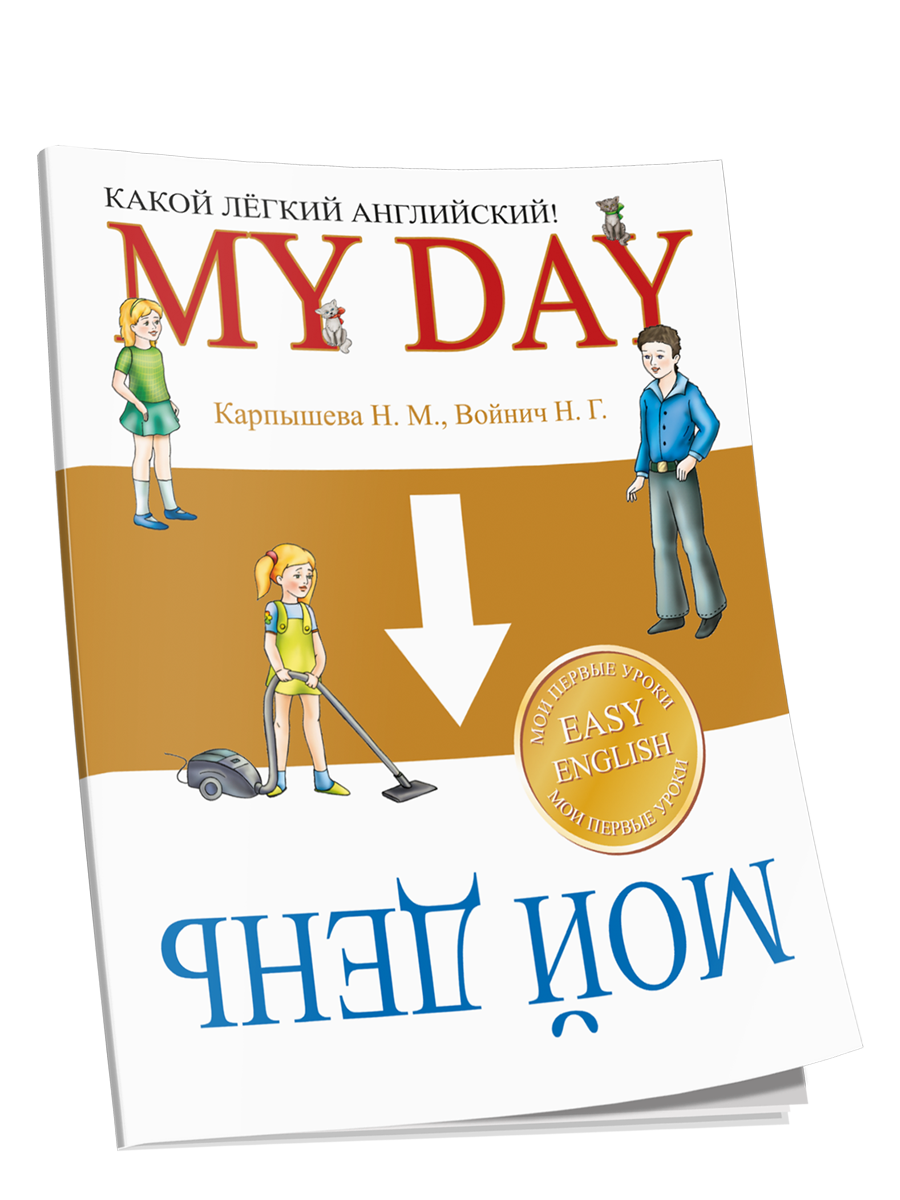 КАКОЙ ЛЁГКИЙ АНГЛИЙСКИЙ!
MY DAY
Карпышева Н. М., Войнич Н. Г.
МОИ ПЕРВЫЕ УРОКИ
EASY
ENGLISH
МОИ ПЕРВЫЕ УРОКИ
МОЙ ДЕНЬ